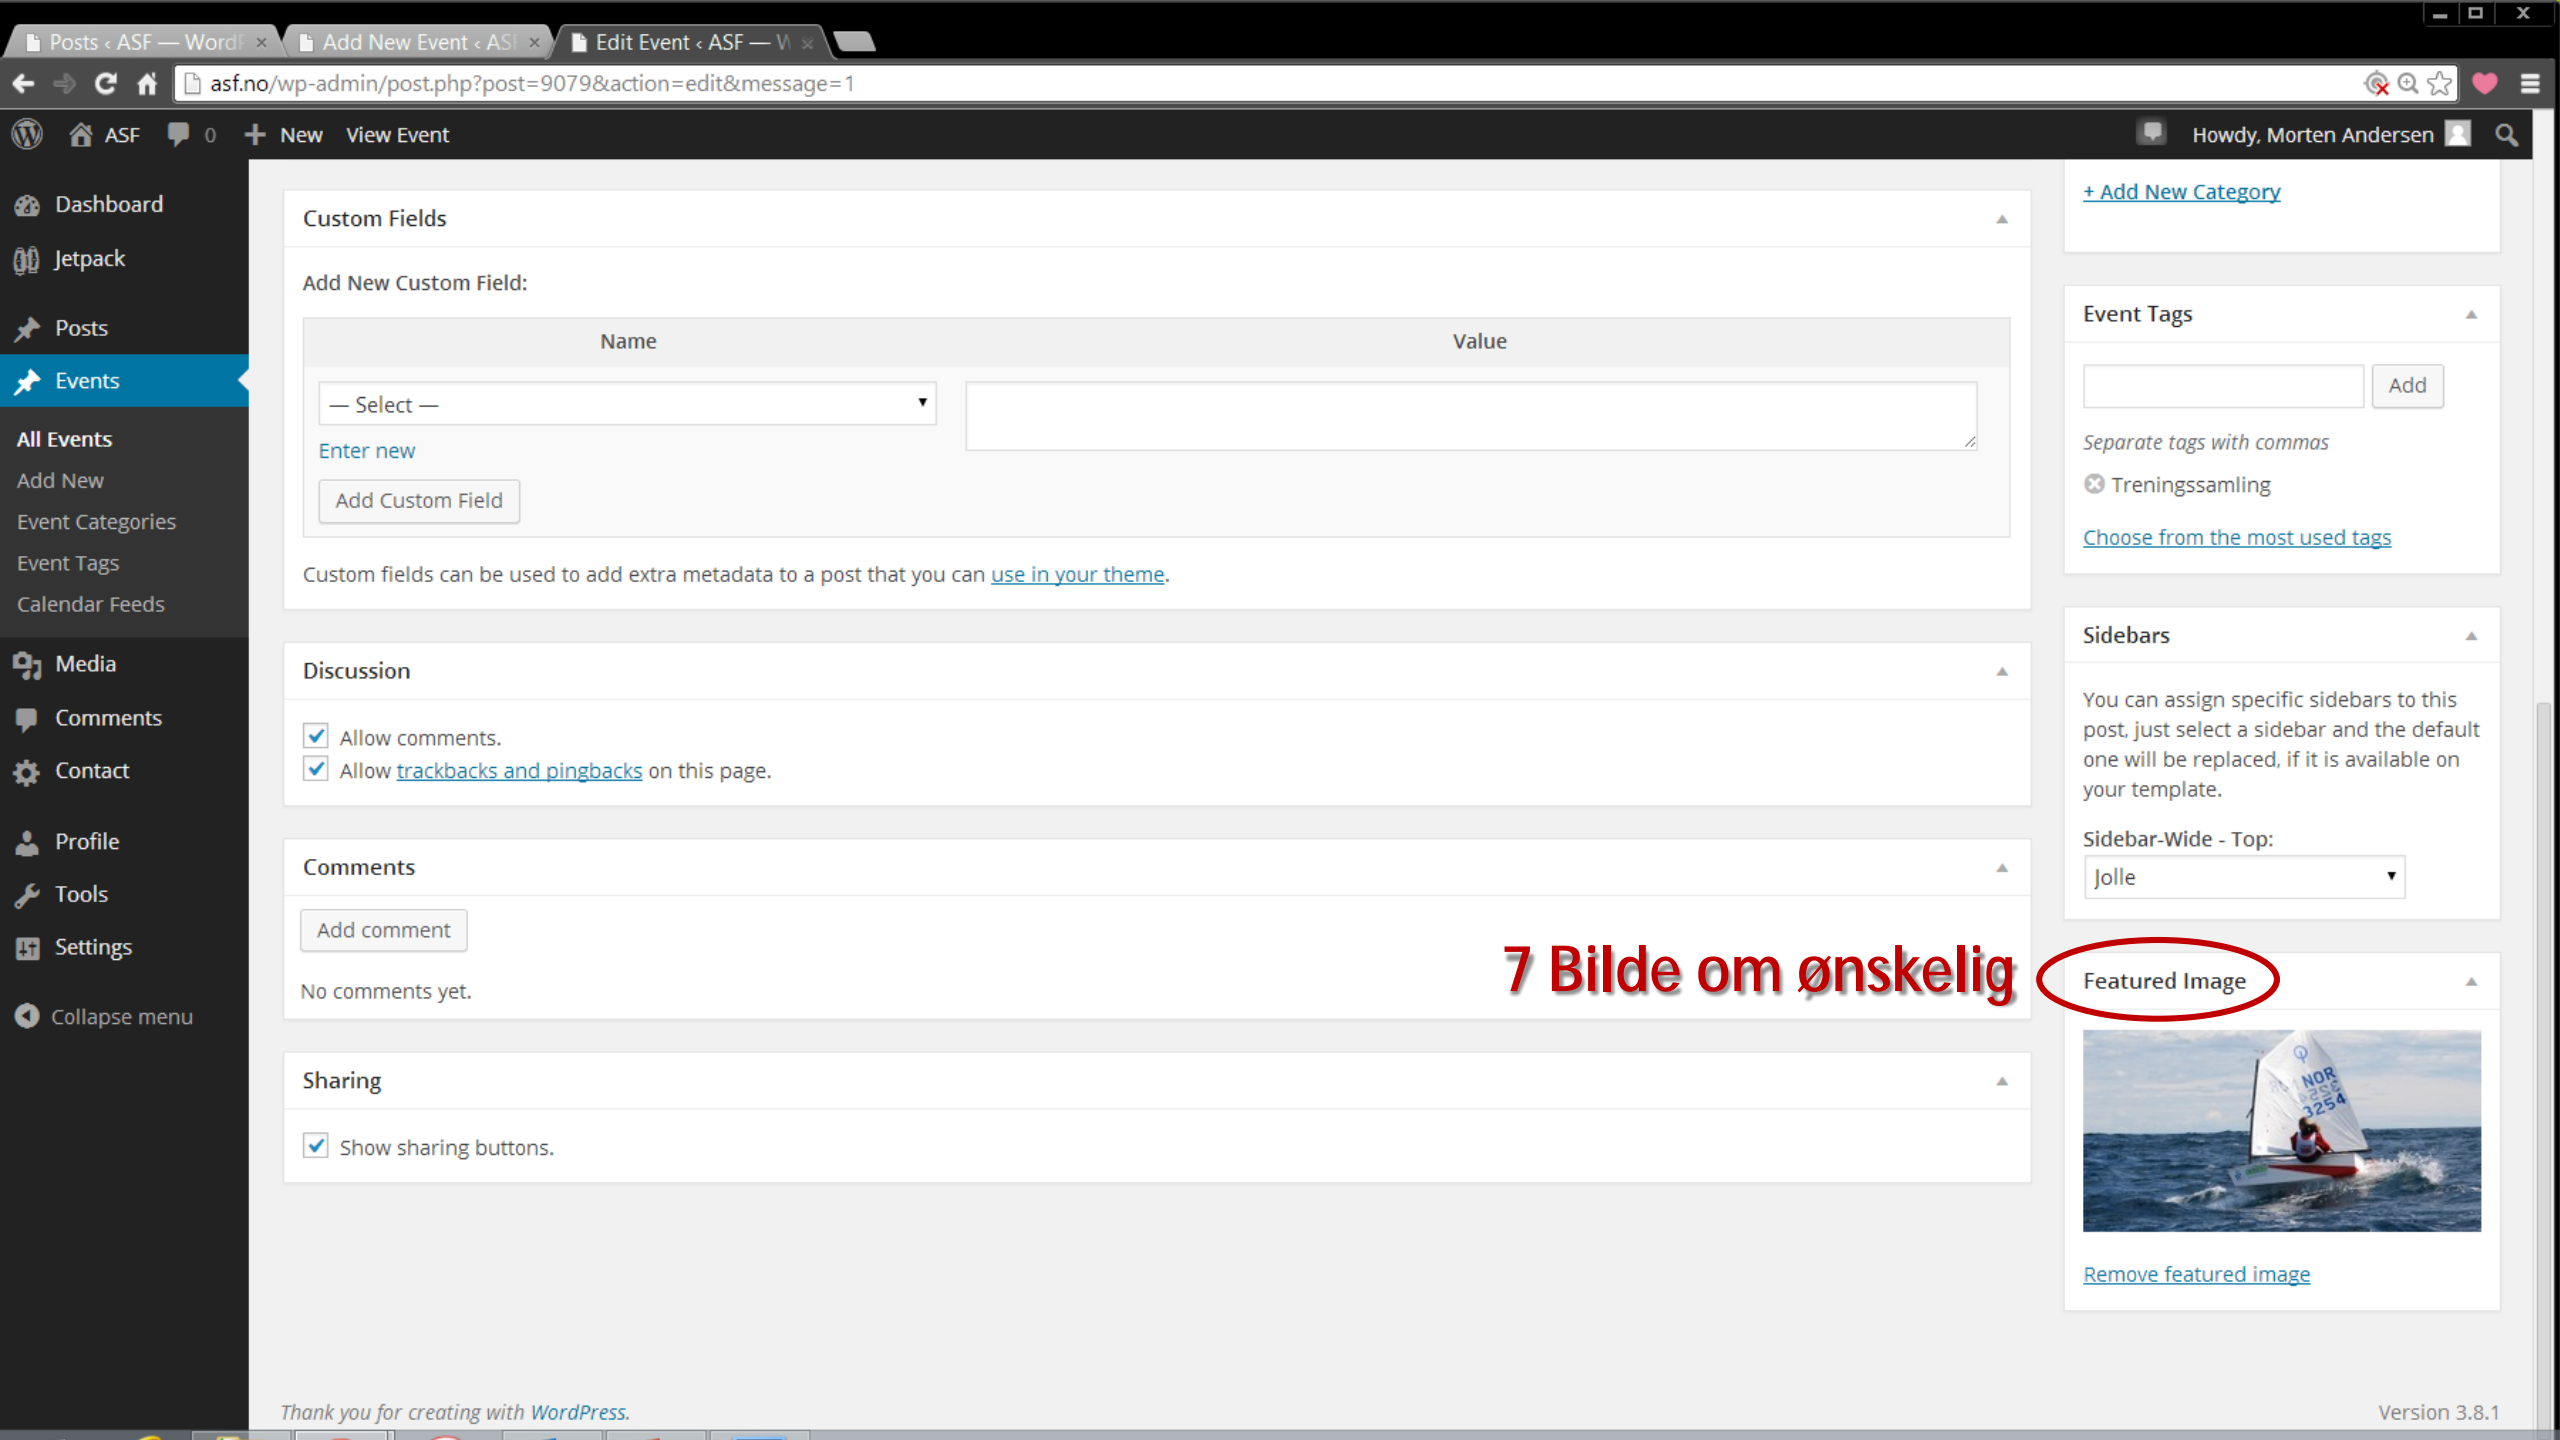 Posts ‹ ASF — WordP
Add New Event ‹ ASF
Edit Event ‹ ASF — W
asf.no/wp-admin/post.php?post=9079&action=edit&message=1
ASF 0 + New View Event
Howdy, Morten Andersen
Dashboard
Jetpack
Posts
Events
All Events
Add New
Event Categories
Event Tags
Calendar Feeds
Media
Comments
Contact
Profile
Tools
Settings
Collapse menu
Custom Fields
Add New Custom Field:
Name Value
— Select —
Enter new
Add Custom Field
Custom fields can be used to add extra metadata to a post that you can use in your theme.
Discussion
Allow comments.
Allow trackbacks and pingbacks on this page.
Comments
Add comment
No comments yet.
7 Bilde om ønskelig
Sharing
Show sharing buttons.
+ Add New Category
Event Tags
Add
Separate tags with commas
Treningssamling
Choose from the most used tags
Sidebars
You can assign specific sidebars to this
post, just select a sidebar and the default
one will be replaced, if it is available on
your template.
Sidebar-Wide - Top:
Jolle
Featured Image
NOR
3254
Remove featured image
Thank you for creating with WordPress.
Version 3.8.1